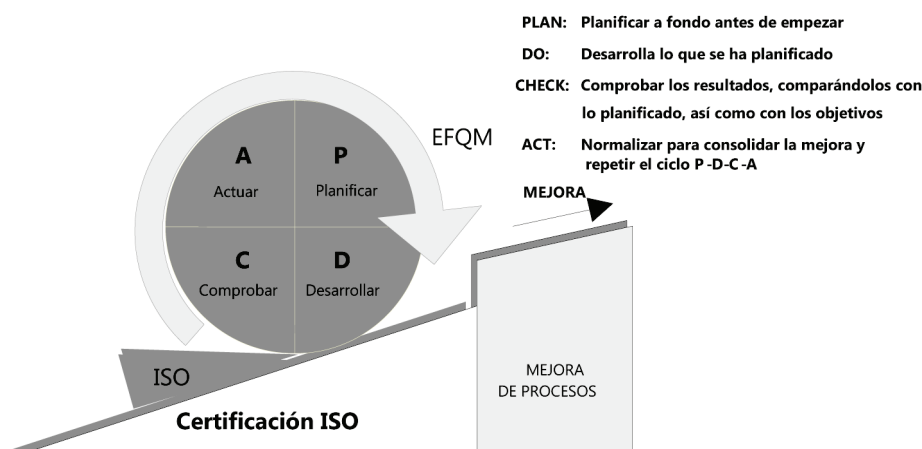 PLAN: Planificar a fondo antes de empezar
DO: Desarrolla lo que se ha planificado
CHECK: Comprobar los resultados, comparándolos con
lo planificado, así como con los objetivos
ACT: Normalizar para consolidar la mejora y
repetir el ciclo P-D-C-A
EFQM
MEJORA
A
Actuar
P
Planificar
C
Comprobar
D
Desarrollar
ISO
Certificación ISO
MEJORA
DE PROCESOS